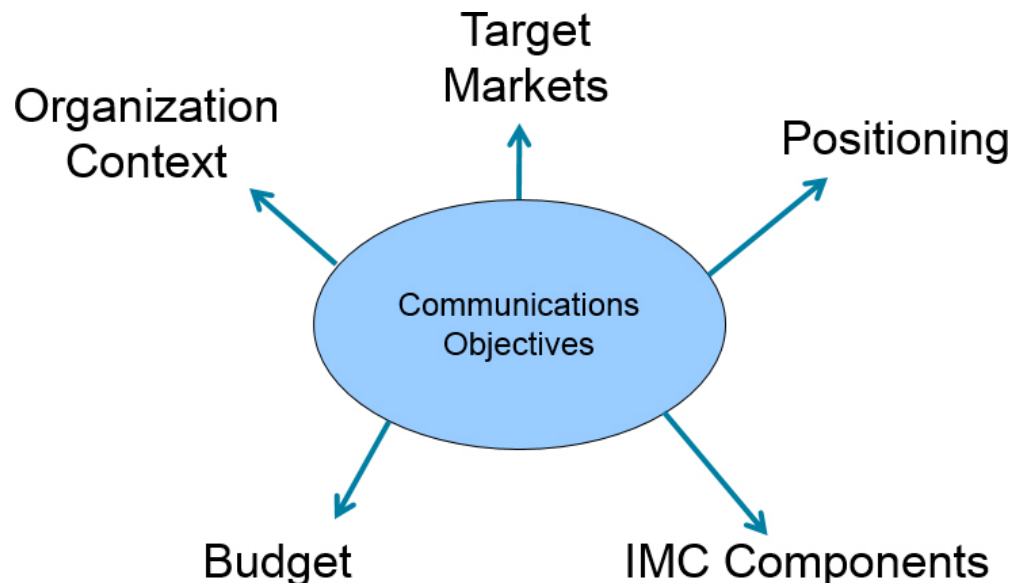 Target
Markets
Organization
Context
Positioning
Communications
Objectives
Budget
IMC Components